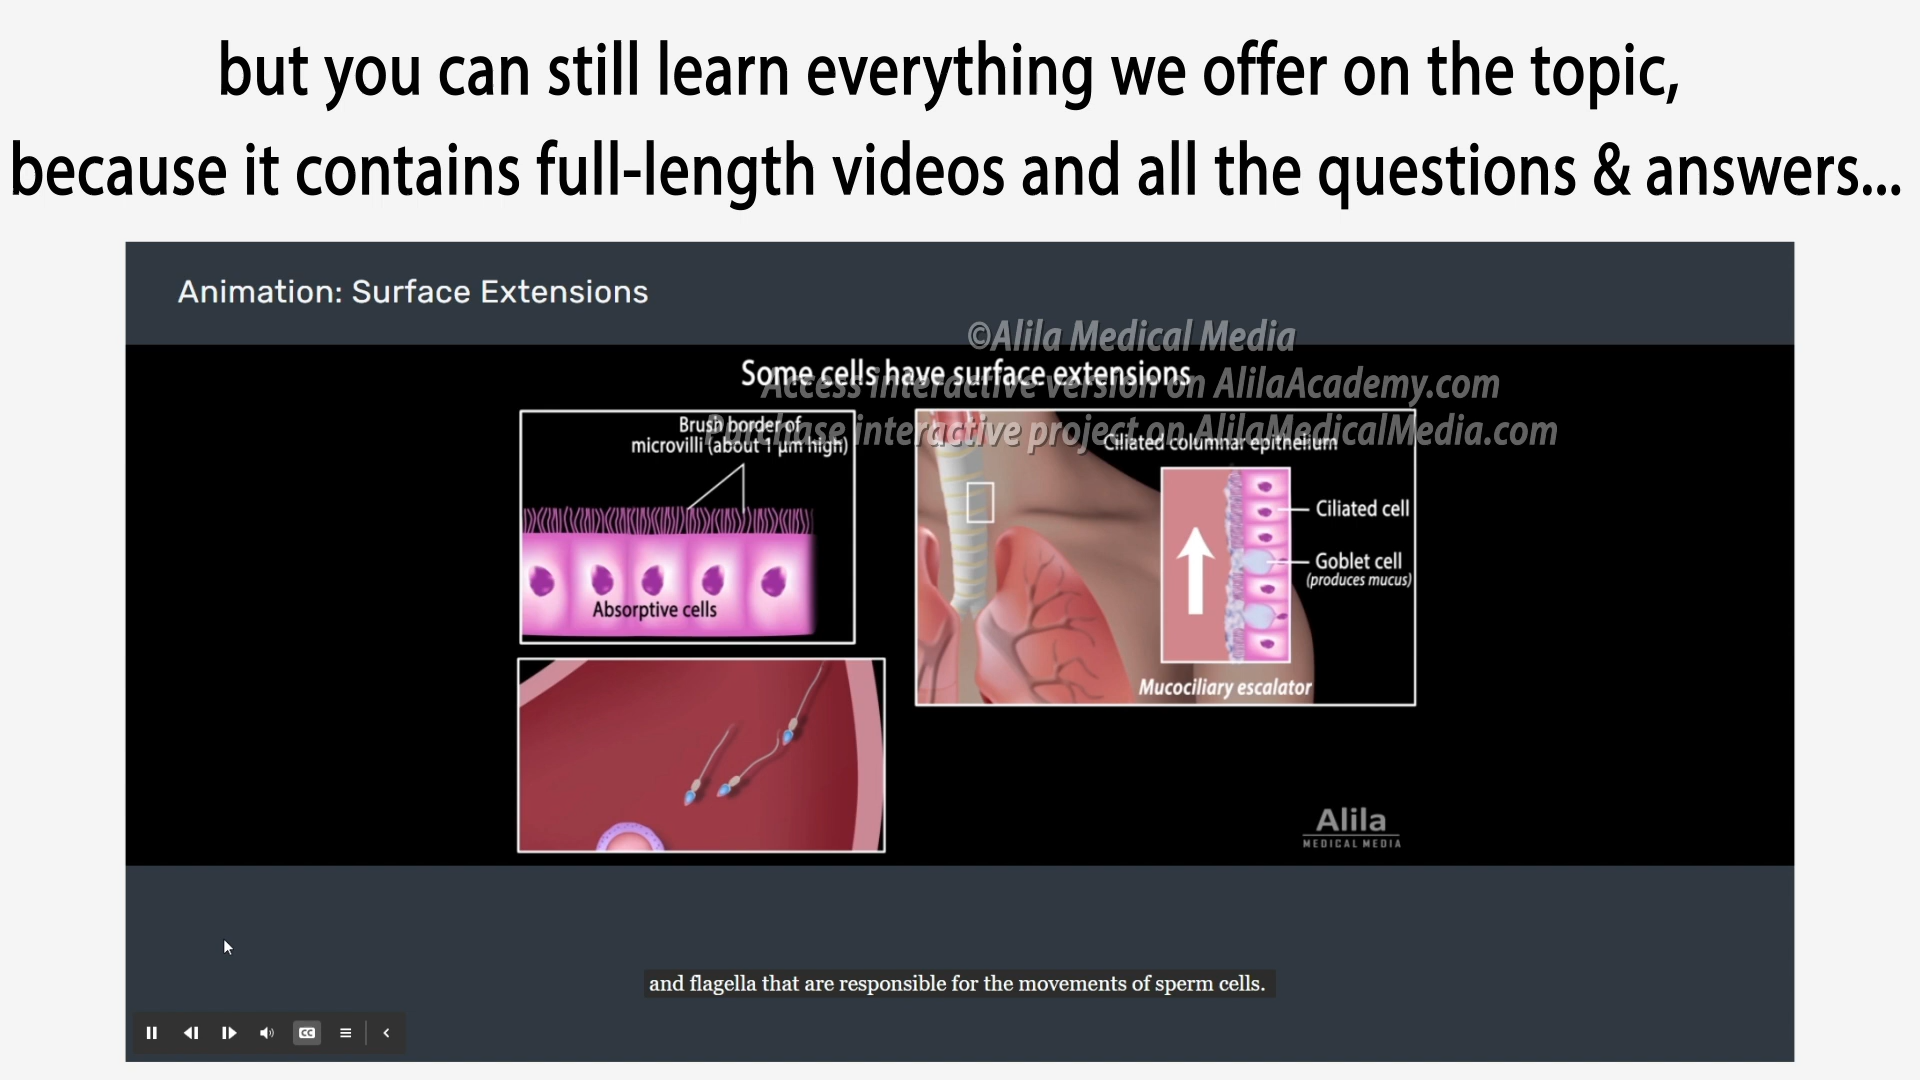 but you can still learn everything we offer on the topic,
because it contains full-length videos and all the questions & answers...
Animation: Surface Extensions
©Alila Medical Media
Some cells have surface extensions
Access interactive version on AlilaAcademy.com
Purchase interactive project on AlilaMedicalMedia.com
Brush border of
microvilli (about 1 µm high)
Absorptive cells
Ciliated columnar epithelium
Ciliated cell
Goblet cell
(produces mucus)
Mucociliary escalator
Alila
MEDICAL MEDIA
and flagella that are responsible for the movements of sperm cells.
CC